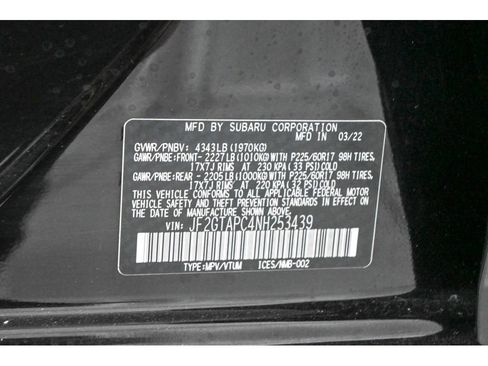 MFD BY SUBARU CORPORATION
IN JAPAN 03/22
GVWR/PNBV: 4343LB(1970KG)
GAWR/PNBE:FRONT- 2227LB(1010KG)WITH P225/60R17 98H TIRES,
17X7J RIMS AT 230 KPA(33 PSI)COLD
GAWR/PNBE:REAR - 2205LB(1000KG)WITH P225/60R17 98H TIRES,
17X7J RIMS AT 220 KPA(32 PSI)COLD
THIS VEHICLE CONFORMS TO ALL APPLICABLE FEDERAL MOTOR
VEHICLE SAFETY, BUMPER, AND THEFT PREVENTION STANDARDS
IN EFFECT ON THE DATE OF MANUFACTURE SHOWN ABOVE.
VIN: JF2GTAPC4NH253439
TYPE:MPV/VTUM ICES/NMB-002